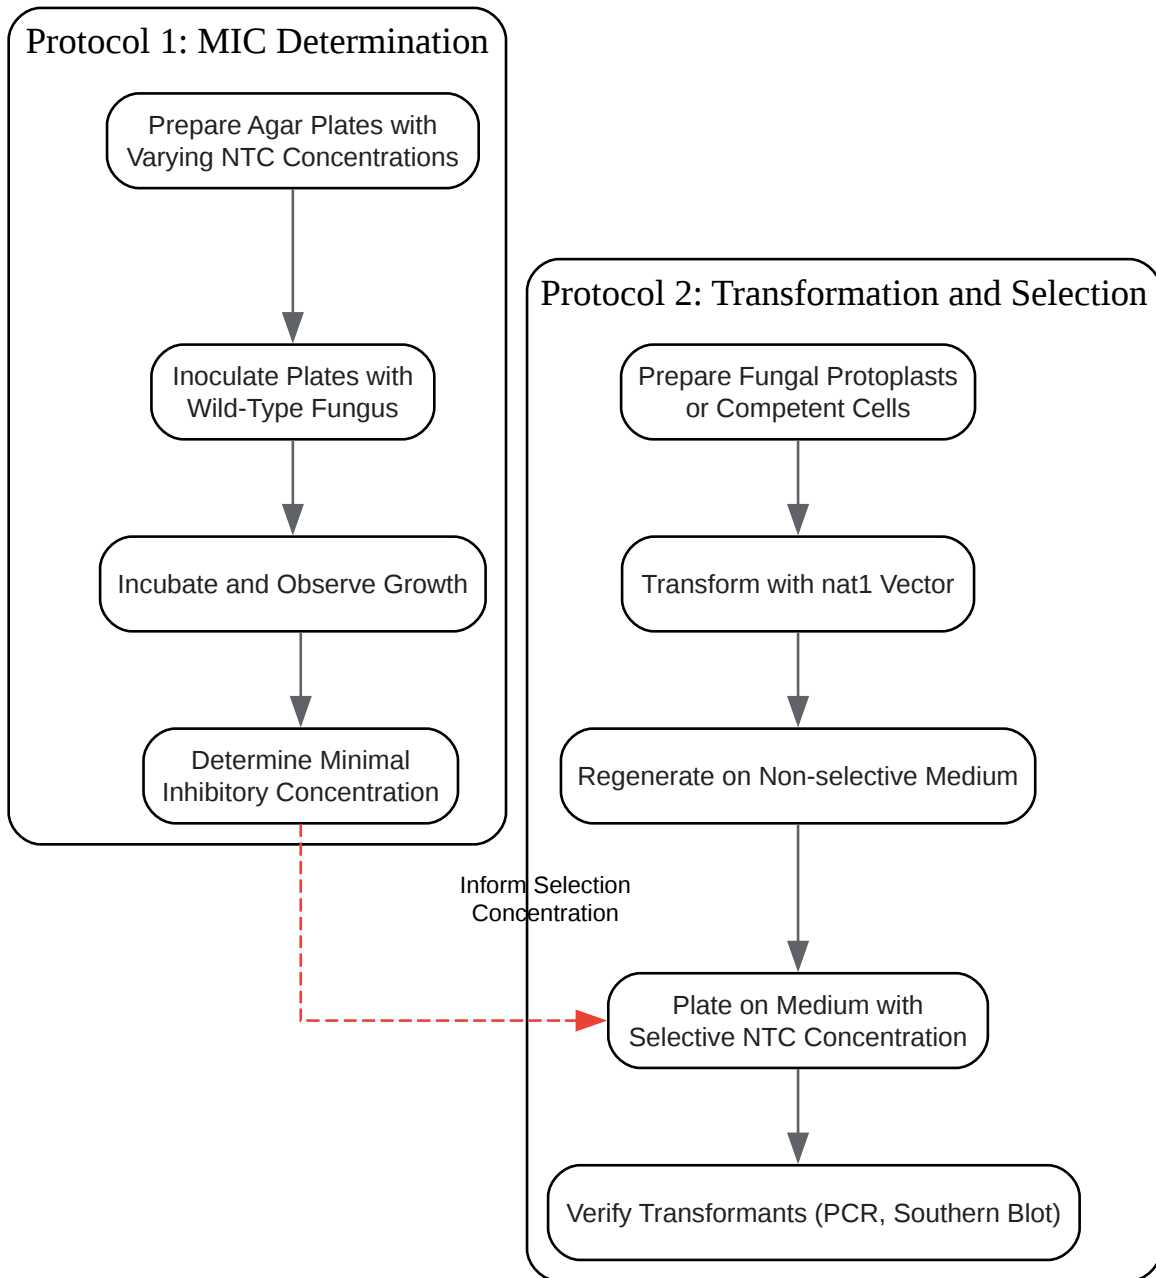 Protocol 1: MIC Determination
Prepare Agar Plates with
Varying NTC Concentrations
Inoculate Plates with
Wild-Type Fungus
Incubate and Observe Growth
Determine Minimal
Inhibitory Concentration
Inform Selection
Concentration
Protocol 2: Transformation and Selection
Prepare Fungal Protoplasts
or Competent Cells
Transform with nat1 Vector
Regenerate on Non-selective Medium
Plate on Medium with
Selective NTC Concentration
Verify Transformants (PCR, Southern Blot)